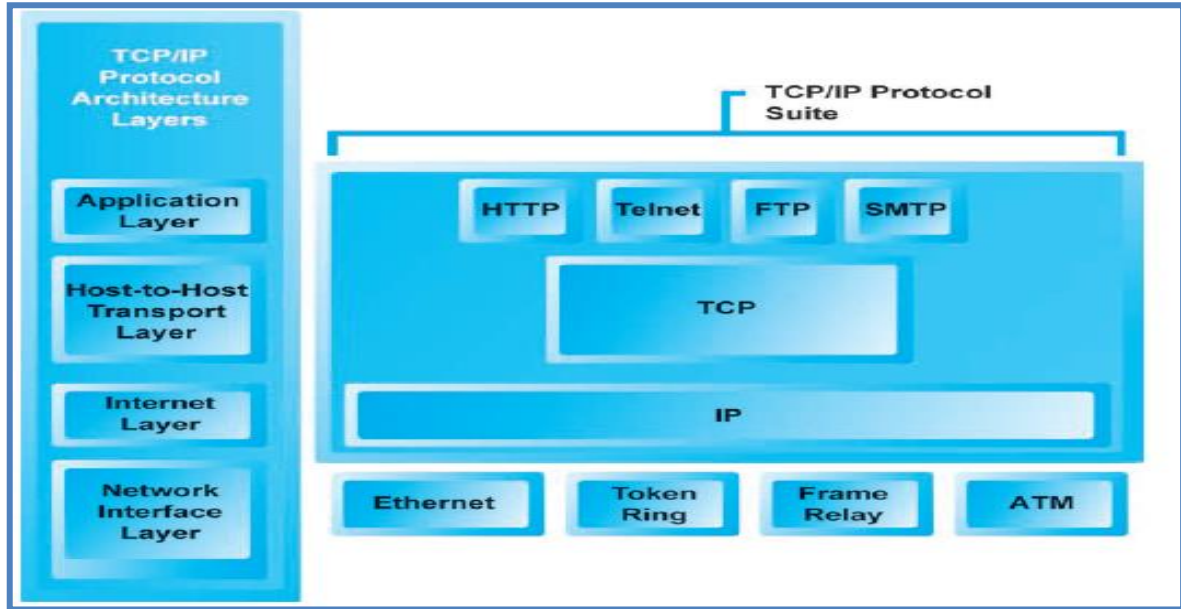 TCP/IP
Protocol
Architecture
Layers
TCP/IP Protocol
Suite
Application
Layer
HTTP
Telnet
FTP
SMTP
Host-to-Host
Transport
Layer
TCP
Internet
Layer
IP
Network
Interface
Layer
Ethernet
Token
Ring
Frame
Relay
ATM